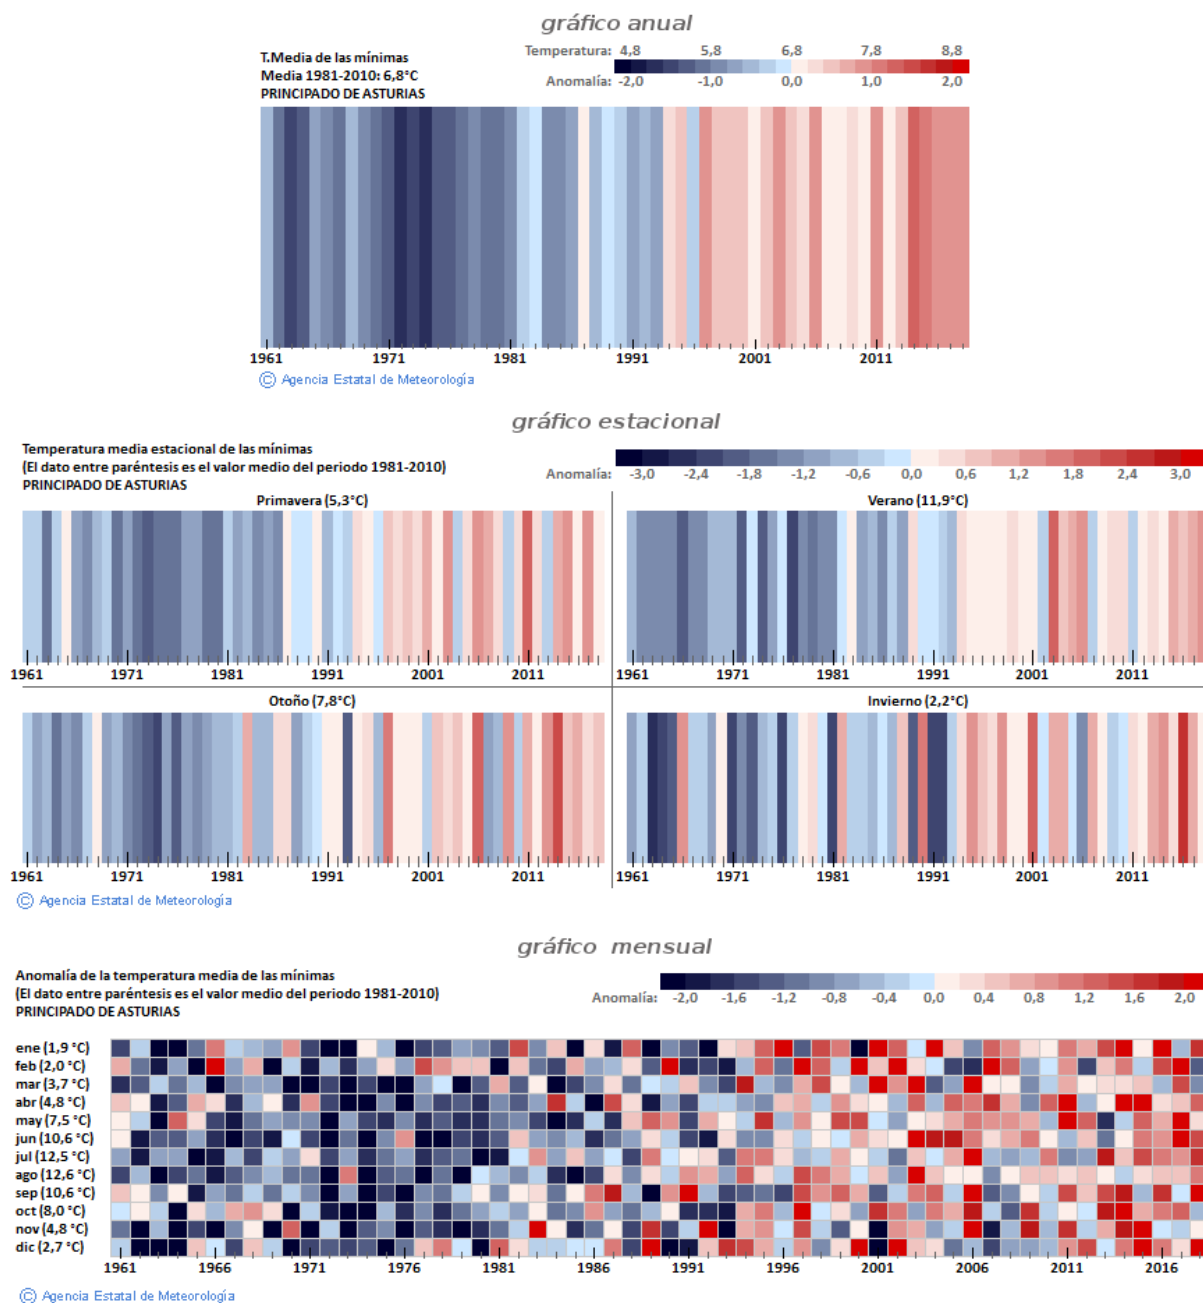 gráfico anual
T.Media de las mínimas
Media 1981-2010: 6,8°C
PRINCIPADO DE ASTURIAS
Temperatura: 4,8 5,8 6,8 7,8 8,8
Anomalía: -2,0 -1,0 0,0 1,0 2,0
1961 1971 1981 1991 2001 2011
© Agencia Estatal de Meteorología
gráfico estacional
Temperatura media estacional de las mínimas
(El dato entre paréntesis es el valor medio del periodo 1981-2010)
PRINCIPADO DE ASTURIAS
Anomalía: -3,0 -2,4 -1,8 -1,2 -0,6 0,0 0,6 1,2 1,8 2,4 3,0
Primavera (5,3°C)
1961 1971 1981 1991 2001 2011
Verano (11,9°C)
1961 1971 1981 1991 2001 2011
Otoño (7,8°C)
1961 1971 1981 1991 2001 2011
Invierno (2,2°C)
1961 1971 1981 1991 2001 2011
© Agencia Estatal de Meteorología
gráfico mensual
Anomalía de la temperatura media de las mínimas
(El dato entre paréntesis es el valor medio del periodo 1981-2010)
PRINCIPADO DE ASTURIAS
Anomalía: -2,0 -1,6 -1,2 -0,8 -0,4 0,0 0,4 0,8 1,2 1,6 2,0
ene (1,9 °C)
feb (2,0 °C)
mar (3,7 °C)
abr (4,8 °C)
may (7,5 °C)
jun (10,6 °C)
jul (12,5 °C)
ago (12,6 °C)
sep (10,6 °C)
oct (8,0 °C)
nov (4,8 °C)
dic (2,7 °C)
1961 1966 1971 1976 1981 1986 1991 1996 2001 2006 2011 2016
© Agencia Estatal de Meteorología